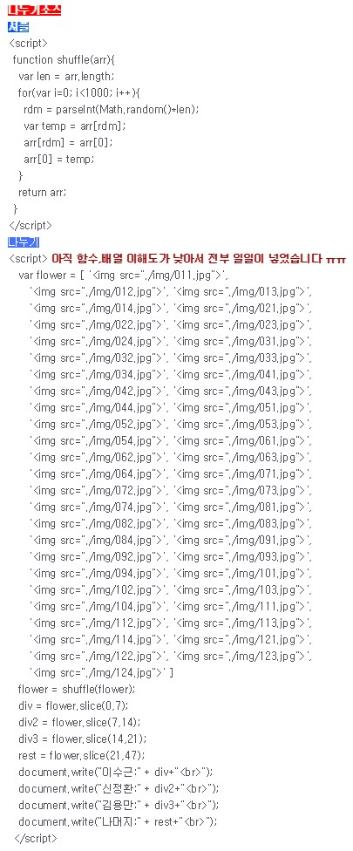 나누기소스
셔플
<script>
function shuffle(arr){
var len = arr.length;
for(var i=0; i<1000; i++){
rdm = parseInt(Math.random()*len);
var temp = arr[rdm];
arr[rdm] = arr[0];
arr[0] = temp;
}
return arr;
}
</script>
나누기
<script> 아직 함수,배열 이해도가 낮아서 전부 일일이 넣었습니다 ㅠㅠ
var flower = [ '<img src="./img/011.jpg">',
'<img src="./img/012.jpg">', '<img src="./img/013.jpg">',
'<img src="./img/014.jpg">', '<img src="./img/021.jpg">',
'<img src="./img/022.jpg">', '<img src="./img/023.jpg">',
'<img src="./img/024.jpg">', '<img src="./img/031.jpg">',
'<img src="./img/032.jpg">', '<img src="./img/033.jpg">',
'<img src="./img/034.jpg">', '<img src="./img/041.jpg">',
'<img src="./img/042.jpg">', '<img src="./img/043.jpg">',
'<img src="./img/044.jpg">', '<img src="./img/051.jpg">',
'<img src="./img/052.jpg">', '<img src="./img/053.jpg">',
'<img src="./img/054.jpg">', '<img src="./img/061.jpg">',
'<img src="./img/062.jpg">', '<img src="./img/063.jpg">',
'<img src="./img/064.jpg">', '<img src="./img/071.jpg">',
'<img src="./img/072.jpg">', '<img src="./img/073.jpg">',
'<img src="./img/074.jpg">', '<img src="./img/081.jpg">',
'<img src="./img/082.jpg">', '<img src="./img/083.jpg">',
'<img src="./img/084.jpg">', '<img src="./img/091.jpg">',
'<img src="./img/092.jpg">', '<img src="./img/093.jpg">',
'<img src="./img/094.jpg">', '<img src="./img/101.jpg">',
'<img src="./img/102.jpg">', '<img src="./img/103.jpg">',
'<img src="./img/104.jpg">', '<img src="./img/111.jpg">',
'<img src="./img/112.jpg">', '<img src="./img/113.jpg">',
'<img src="./img/114.jpg">', '<img src="./img/121.jpg">',
'<img src="./img/122.jpg">', '<img src="./img/123.jpg">',
'<img src="./img/124.jpg">' ]
flower = shuffle(flower);
div = flower.slice(0,7);
div2 = flower.slice(7,14);
div3 = flower.slice(14,21);
rest = flower.slice(21,47);
document.write("이수근:" + div+"<br>");
document.write("신정환:" + div2+"<br>");
document.write("김용만:" + div3+"<br>");
document.write("나머지:" + rest+"<br>");
</script>